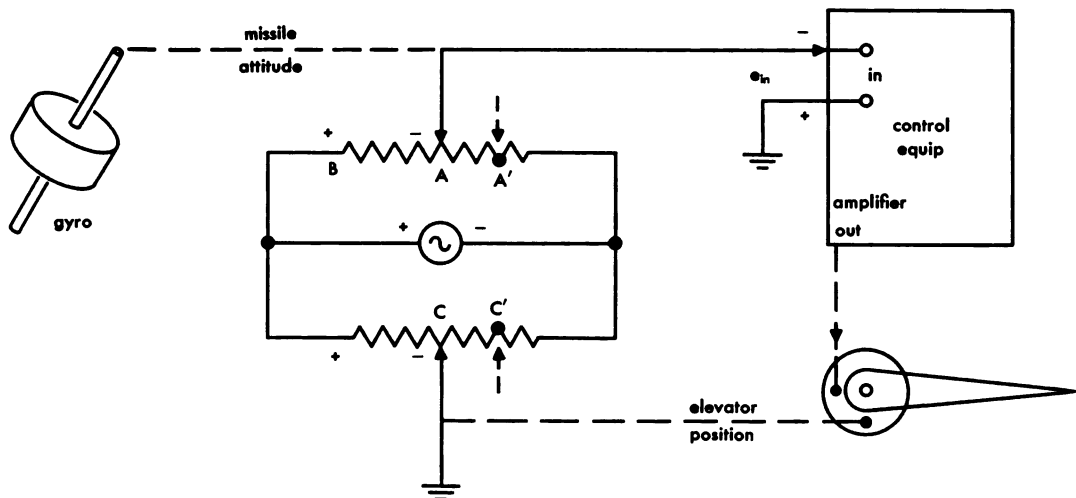 missile
attitude
gyro
+
−
B
A
A'
+
−
C
C'
+
−
−
e_in
in
+
control
equip
amplifier
out
elevator
position